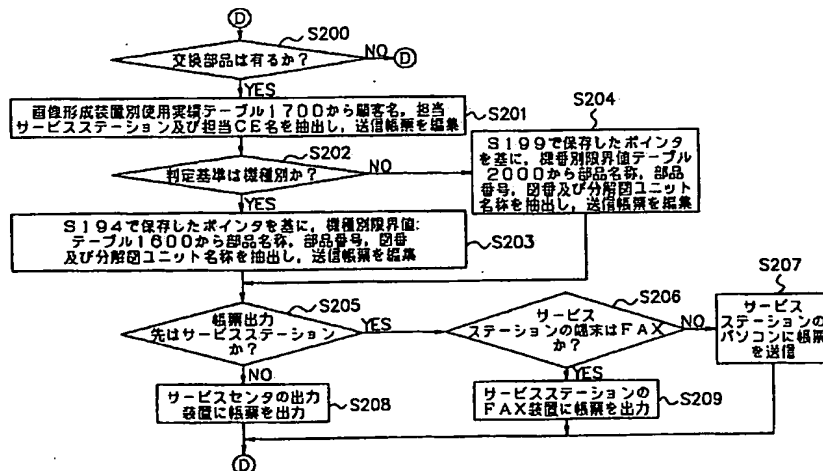 D
S200
交換部品は有るか？
NO
D
YES
画像形成装置別使用実績テーブル1700から顧客名，担当
サービスステーション及び担当CE名を抽出し，送信帳票を編集
S201
S202
判定基準は機種別か？
NO
S204
S199で保存したポインタ
を基に，機番別限界値テーブル
2000から部品名称，部品
番号，図番及び分解図ユニット
名称を抽出し，送信帳票を編集
YES
S194で保存したポインタを基に，機種別限界値
テーブル1600から部品名称，部品番号，図番
及び分解図ユニット名称を抽出し，送信帳票を編集
S203
S205
帳票出力
先はサービスステーション
か？
YES
S206
サービス
ステーションの端末はFAX
か？
NO
S207
サービス
ステーションの
パソコンに帳票
を送信
NO
サービスセンタの出力
装置に帳票を出力
S208
YES
サービスステーションの
FAX装置に帳票を出力
S209
D